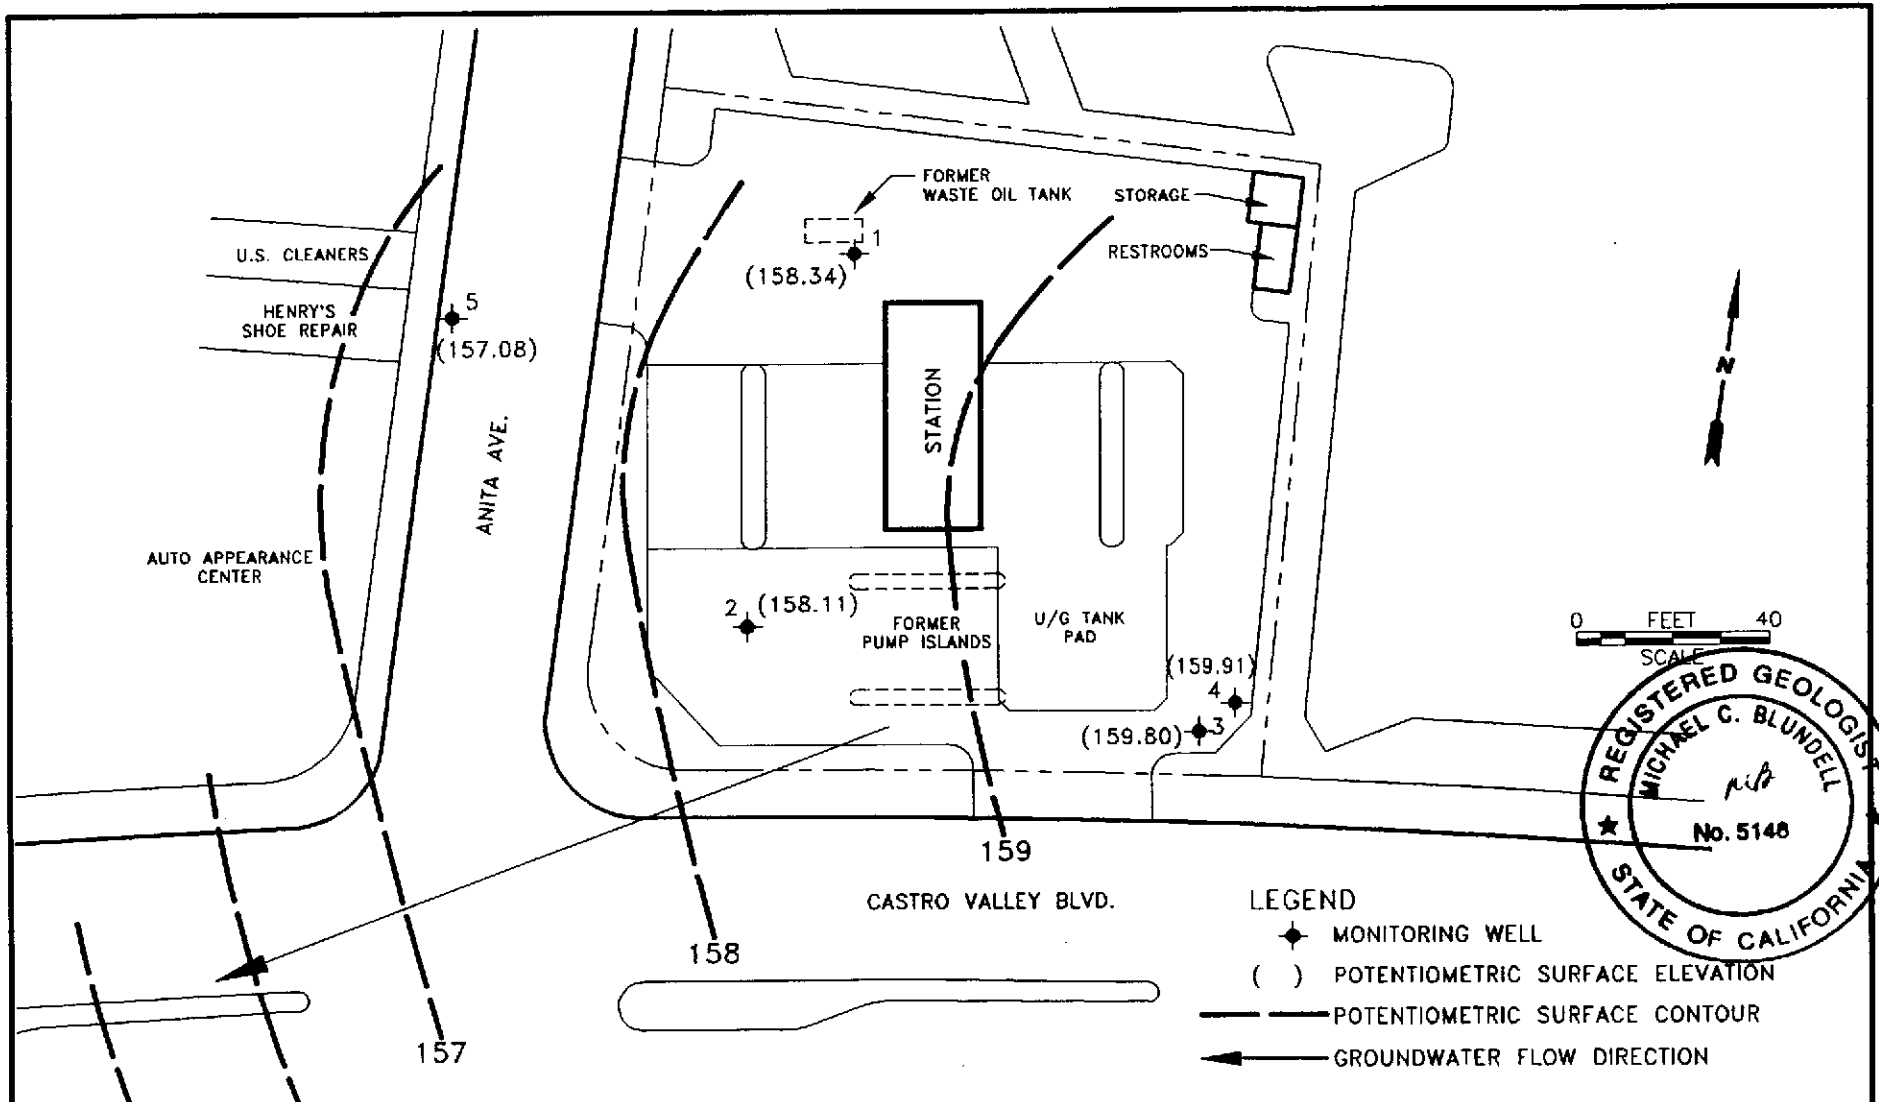 FORMER
WASTE OIL TANK
STORAGE
RESTROOMS
1
(158.34)
U.S. CLEANERS
HENRY'S
SHOE REPAIR
5
(157.08)
STATION
ANITA AVE.
N
AUTO APPEARANCE
CENTER
2 (158.11)
FORMER
PUMP ISLANDS
U/G TANK
PAD
(159.91)
4
(159.80) 3
0 FEET 40
SCALE
REGISTERED GEOLOGIST
MICHAEL C. BLUNDELL
No. 5148
STATE OF CALIFORNIA
159
158
157
CASTRO VALLEY BLVD.
LEGEND
MONITORING WELL
( ) POTENTIOMETRIC SURFACE ELEVATION
POTENTIOMETRIC SURFACE CONTOUR
GROUNDWATER FLOW DIRECTION